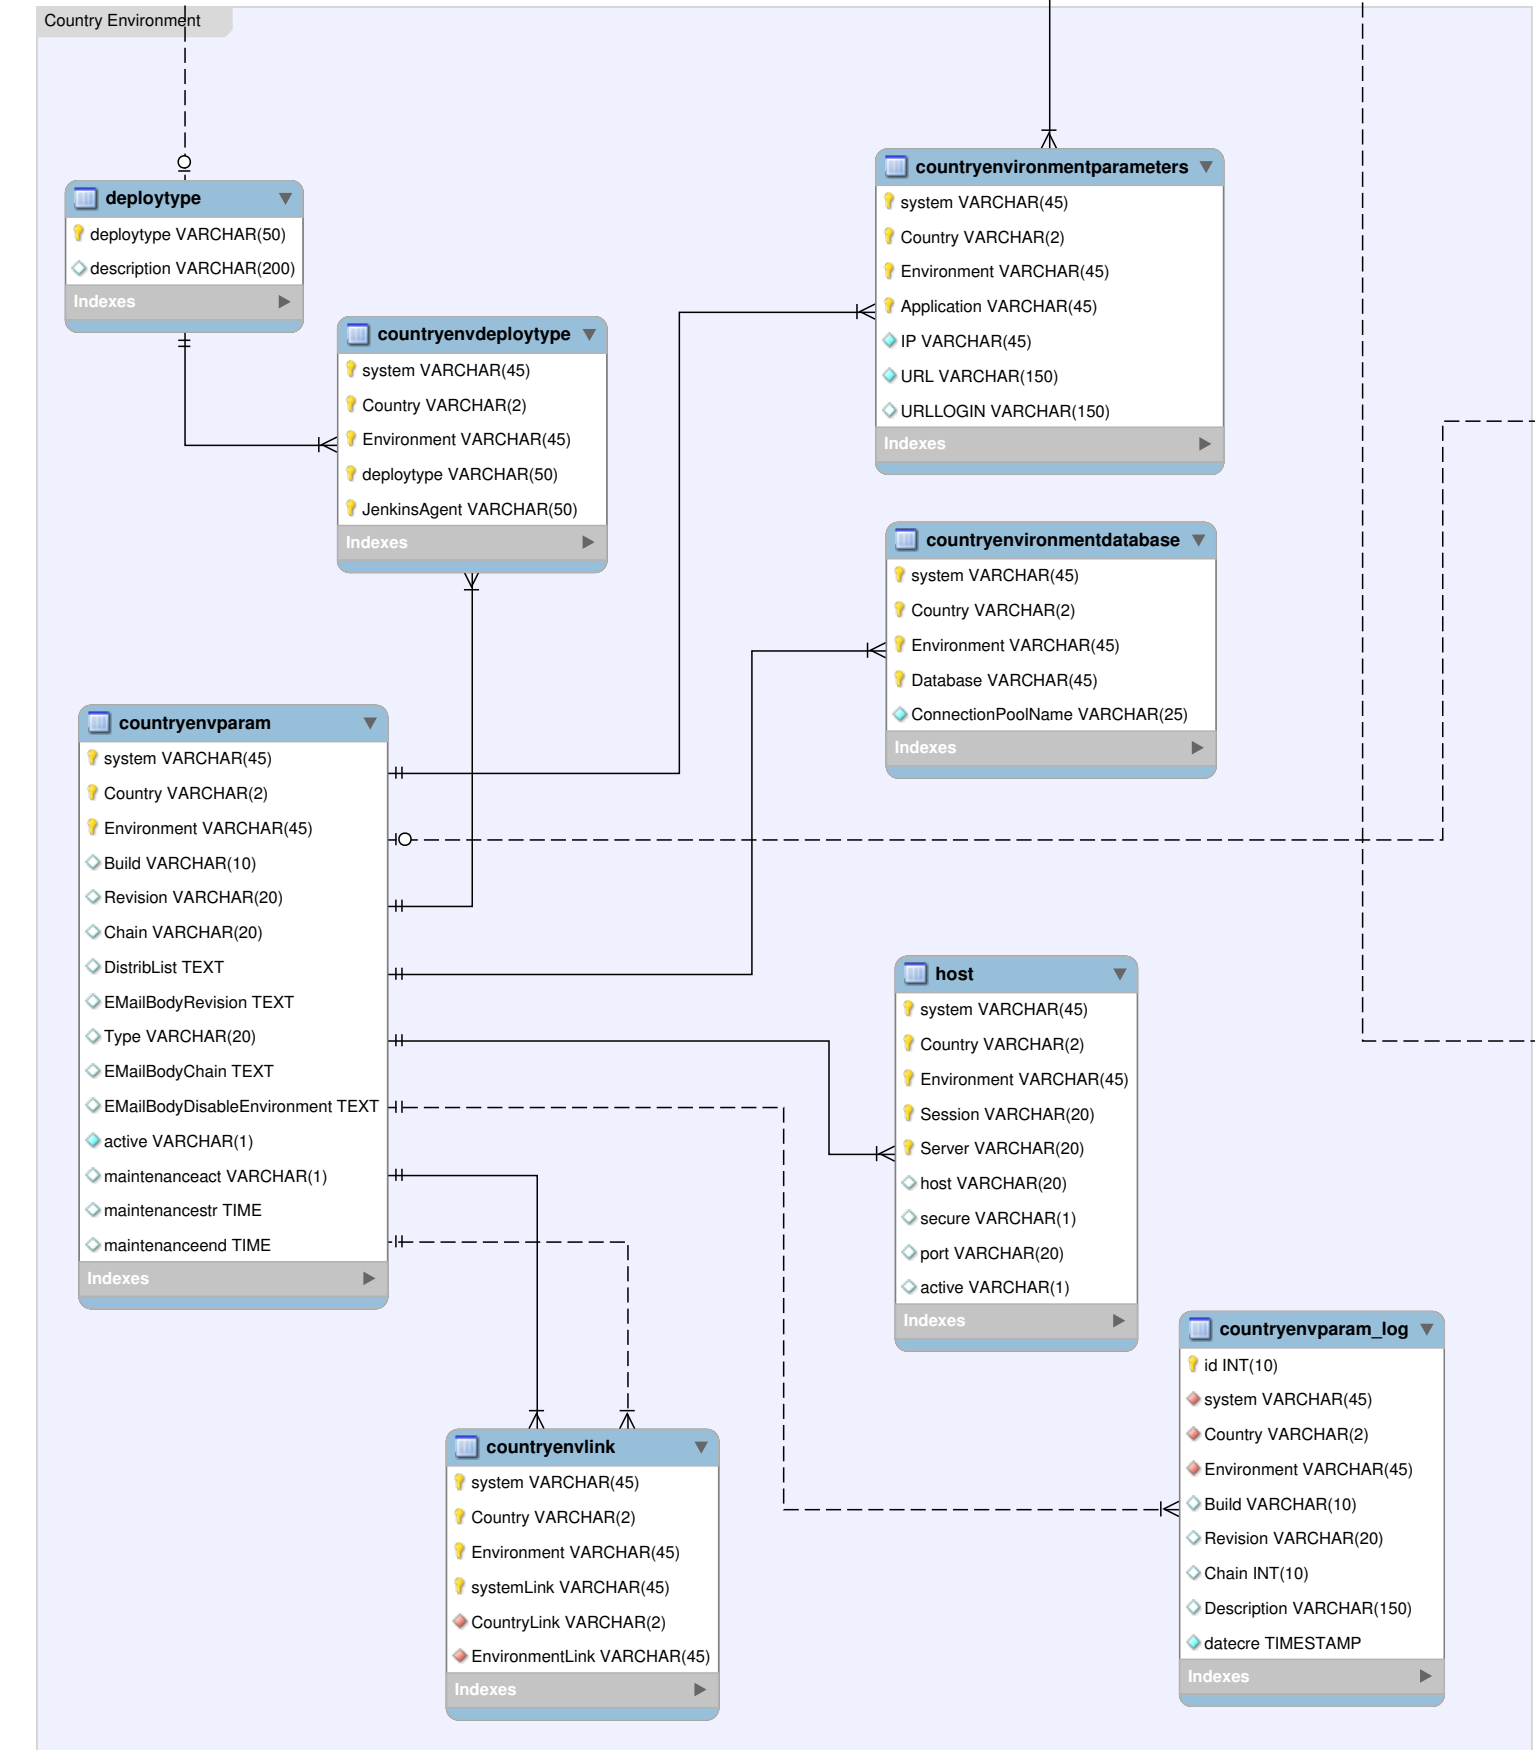 Country Environment
deploytype
deploytype VARCHAR(50)
description VARCHAR(200)
Indexes
countryenvdeploytype
system VARCHAR(45)
Country VARCHAR(2)
Environment VARCHAR(45)
deploytype VARCHAR(50)
JenkinsAgent VARCHAR(50)
Indexes
countryenvironmentparameters
system VARCHAR(45)
Country VARCHAR(2)
Environment VARCHAR(45)
Application VARCHAR(45)
IP VARCHAR(45)
URL VARCHAR(150)
URLLOGIN VARCHAR(150)
Indexes
countryenvironmentdatabase
system VARCHAR(45)
Country VARCHAR(2)
Environment VARCHAR(45)
Database VARCHAR(45)
ConnectionPoolName VARCHAR(25)
Indexes
countryenvparam
system VARCHAR(45)
Country VARCHAR(2)
Environment VARCHAR(45)
Build VARCHAR(10)
Revision VARCHAR(20)
Chain VARCHAR(20)
DistribList TEXT
EMailBodyRevision TEXT
Type VARCHAR(20)
EMailBodyChain TEXT
EMailBodyDisableEnvironment TEXT
active VARCHAR(1)
maintenanceact VARCHAR(1)
maintenancestr TIME
maintenanceend TIME
Indexes
host
system VARCHAR(45)
Country VARCHAR(2)
Environment VARCHAR(45)
Session VARCHAR(20)
Server VARCHAR(20)
host VARCHAR(20)
secure VARCHAR(1)
port VARCHAR(20)
active VARCHAR(1)
Indexes
countryenvlink
system VARCHAR(45)
Country VARCHAR(2)
Environment VARCHAR(45)
systemLink VARCHAR(45)
CountryLink VARCHAR(2)
EnvironmentLink VARCHAR(45)
Indexes
countryenvparam_log
id INT(10)
system VARCHAR(45)
Country VARCHAR(2)
Environment VARCHAR(45)
Build VARCHAR(10)
Revision VARCHAR(20)
Chain INT(10)
Description VARCHAR(150)
datecre TIMESTAMP
Indexes